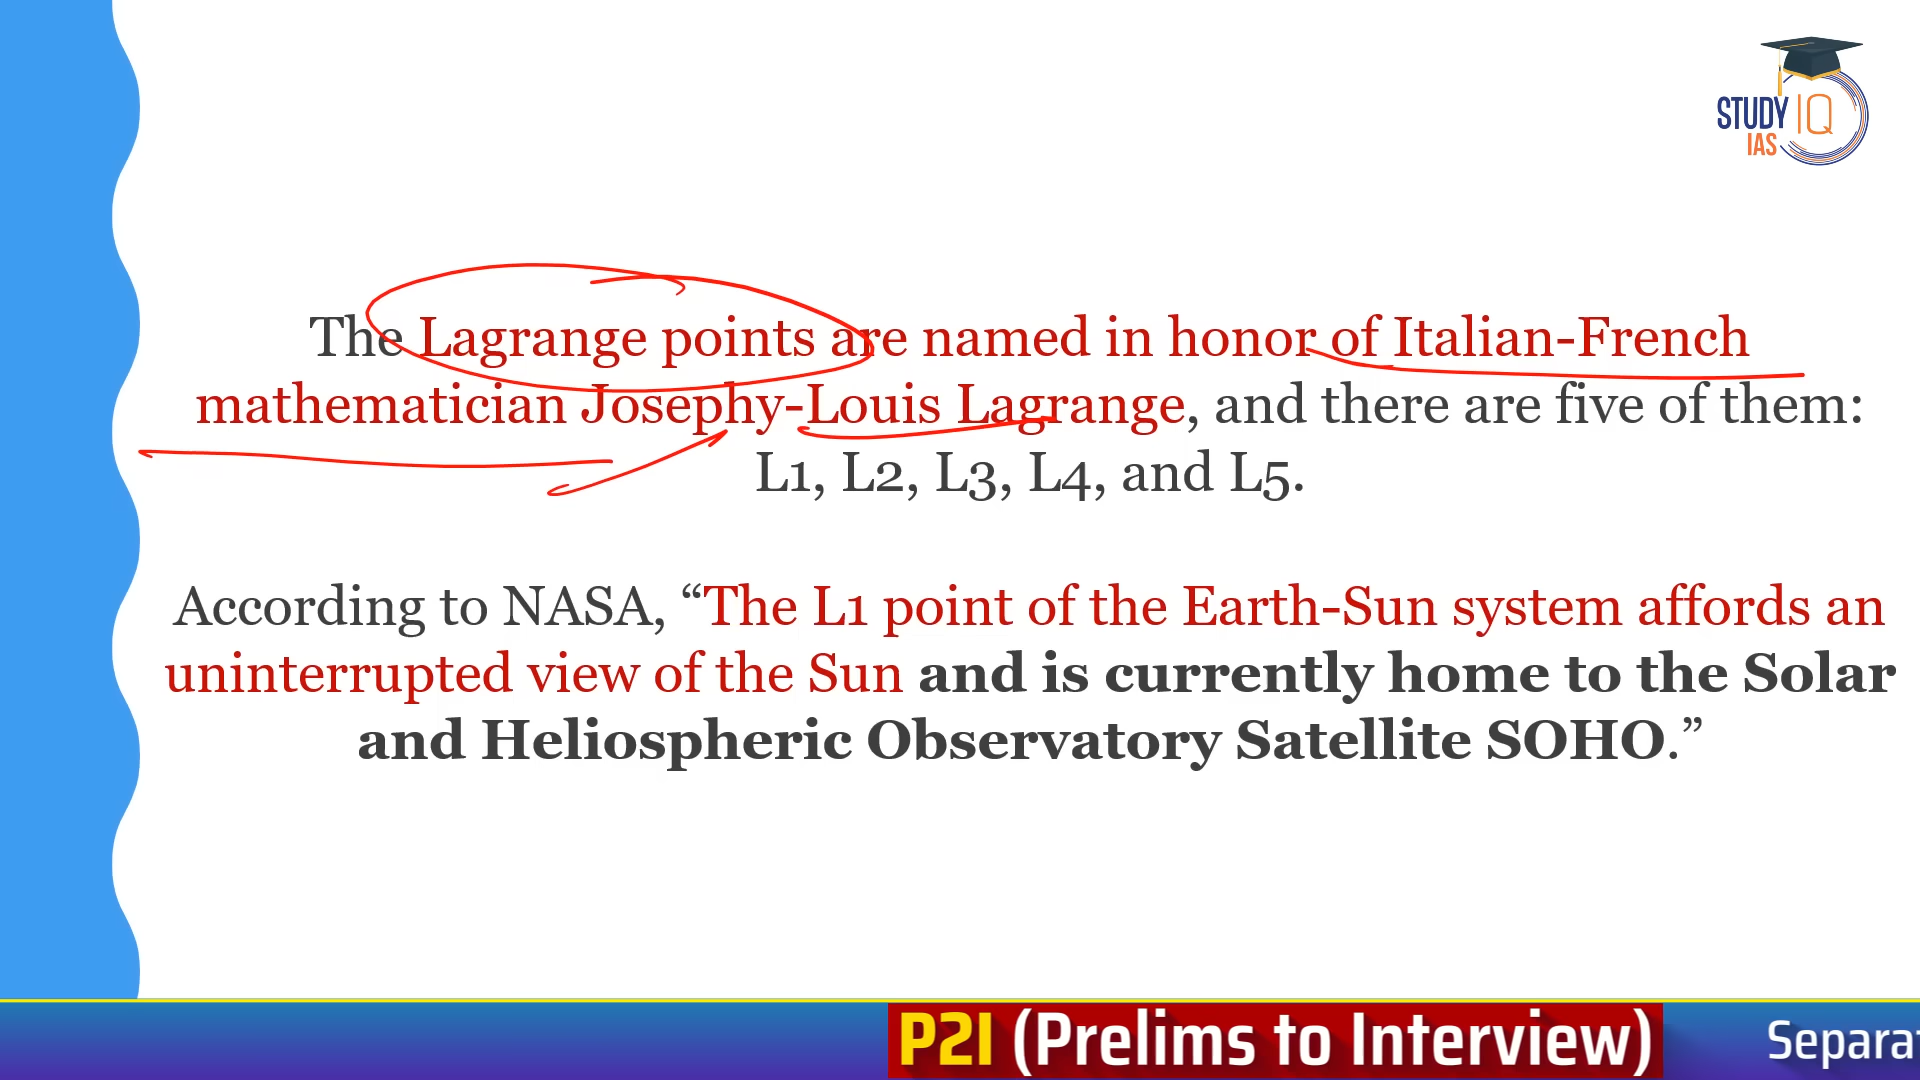 STUDY IQ
IAS
The Lagrange points are named in honor of Italian-French
mathematician Josephy-Louis Lagrange, and there are five of them:
L1, L2, L3, L4, and L5.
According to NASA, “The L1 point of the Earth-Sun system affords an
uninterrupted view of the Sun and is currently home to the Solar
and Heliospheric Observatory Satellite SOHO.”
P2I (Prelims to Interview)